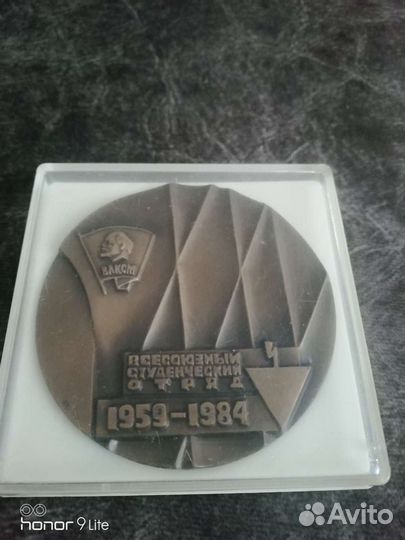 ВЛКСМ
ВСЕСОЮЗНЫЙ
СТУДЕНЧЕСКИЙ
ОТРЯД
1959-1984
honor 9 Lite
Avito